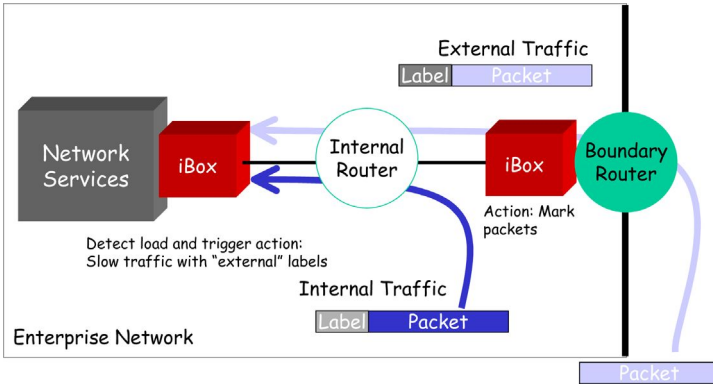 External Traffic
Label Packet
Network
Services
iBox
Internal
Router
iBox
Boundary
Router
Action: Mark
packets
Detect load and trigger action:
Slow traffic with “external” labels
Internal Traffic
Label Packet
Enterprise Network
Packet